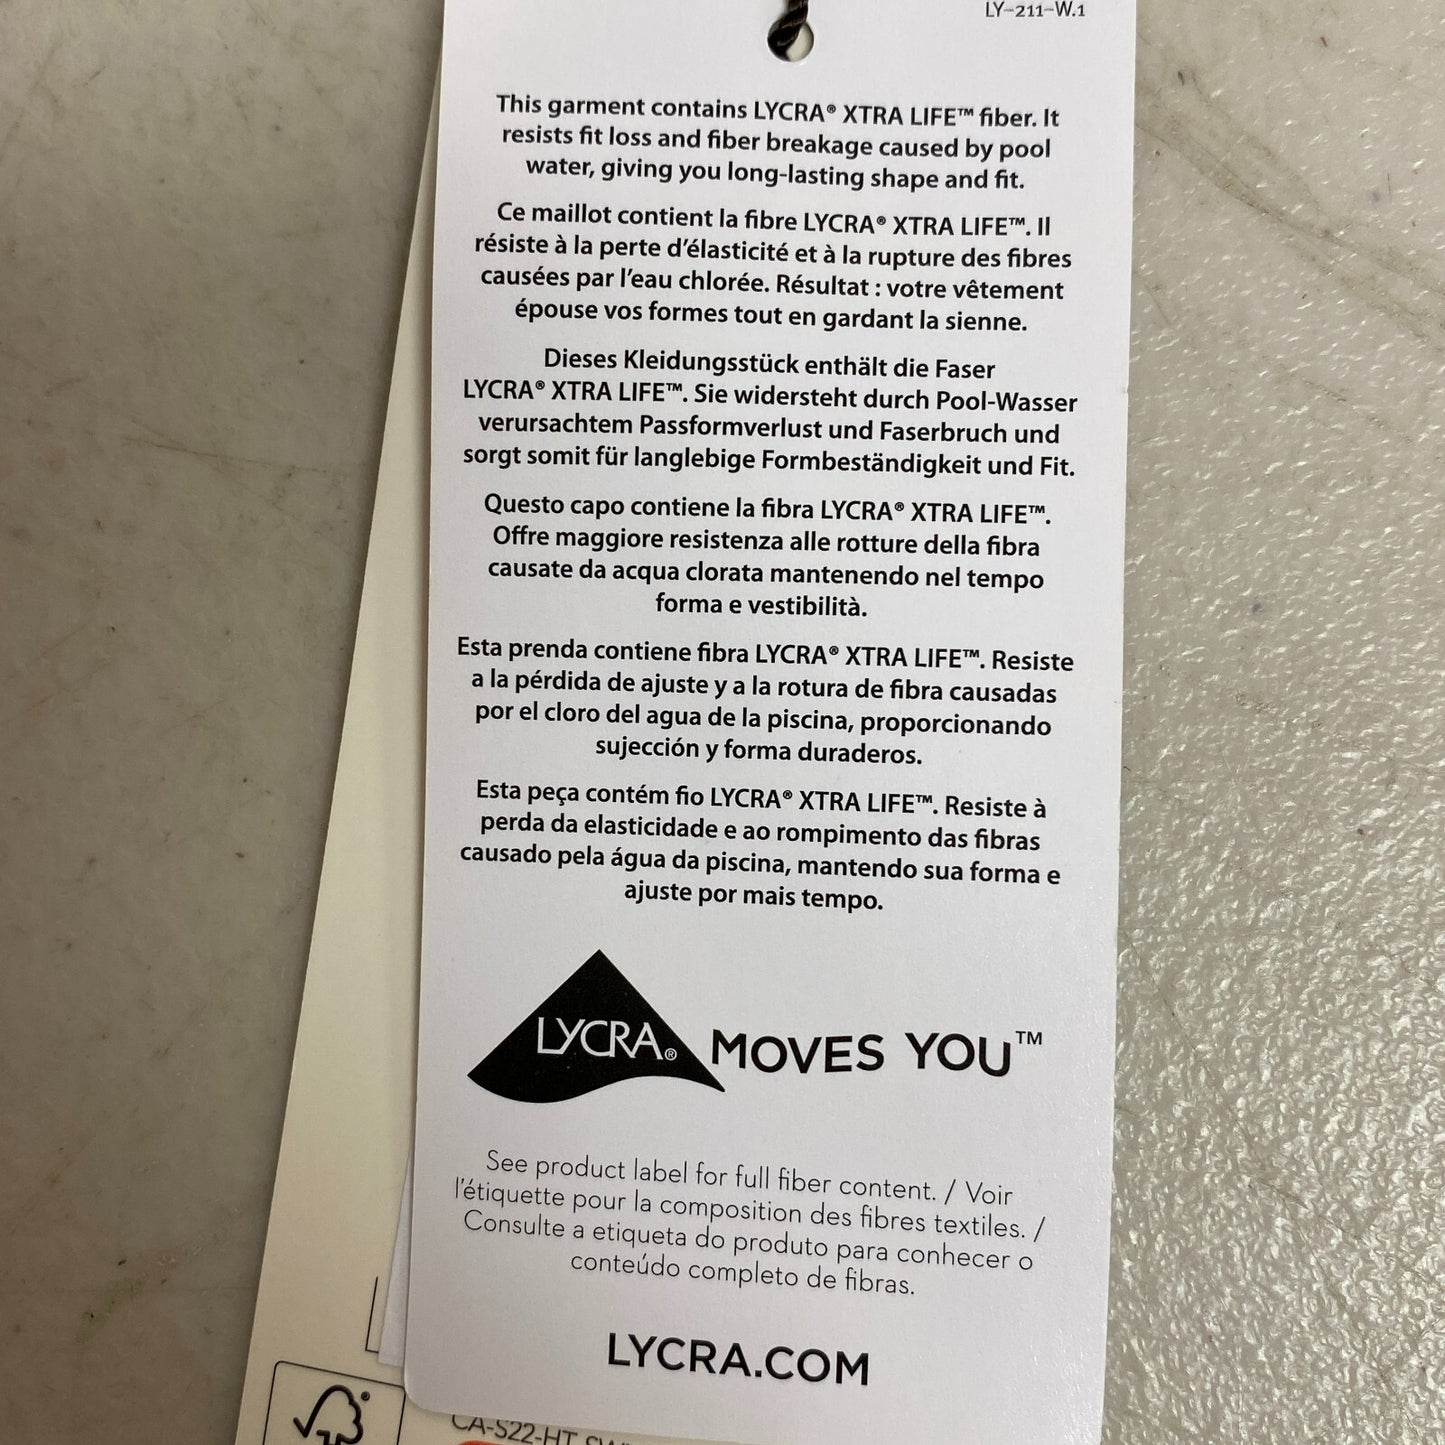 LY-211-W.1
This garment contains LYCRA® XTRA LIFE™ fiber. It
resists fit loss and fiber breakage caused by pool
water, giving you long-lasting shape and fit.
Ce maillot contient la fibre LYCRA® XTRA LIFE™. Il
résiste à la perte d'élasticité et à la rupture des fibres
causées par l'eau chlorée. Résultat : votre vêtement
épouse vos formes tout en gardant la sienne.
Dieses Kleidungsstück enthält die Faser
LYCRA® XTRA LIFE™. Sie widersteht durch Pool-Wasser
verursachtem Passformverlust und Faserbruch und
sorgt somit für langlebige Formbeständigkeit und Fit.
Questo capo contiene la fibra LYCRA® XTRA LIFE™.
Offre maggiore resistenza alle rotture della fibra
causate da acqua clorata mantenendo nel tempo
forma e vestibilità.
Esta prenda contiene fibra LYCRA® XTRA LIFE™. Resiste
a la pérdida de ajuste y a la rotura de fibra causadas
por el cloro del agua de la piscina, proporcionando
sujección y forma duraderos.
Esta peça contém fio LYCRA® XTRA LIFE™. Resiste à
perda da elasticidade e ao rompimento das fibras
causado pela água da piscina, mantendo sua forma e
ajuste por mais tempo.
LYCRA® MOVES YOU™
See product label for full fiber content. / Voir
l'étiquette pour la composition des fibres textiles. /
Consulte a etiqueta do produto para conhecer o
conteúdo completo de fibras.
LYCRA.COM
CA-S22-HT